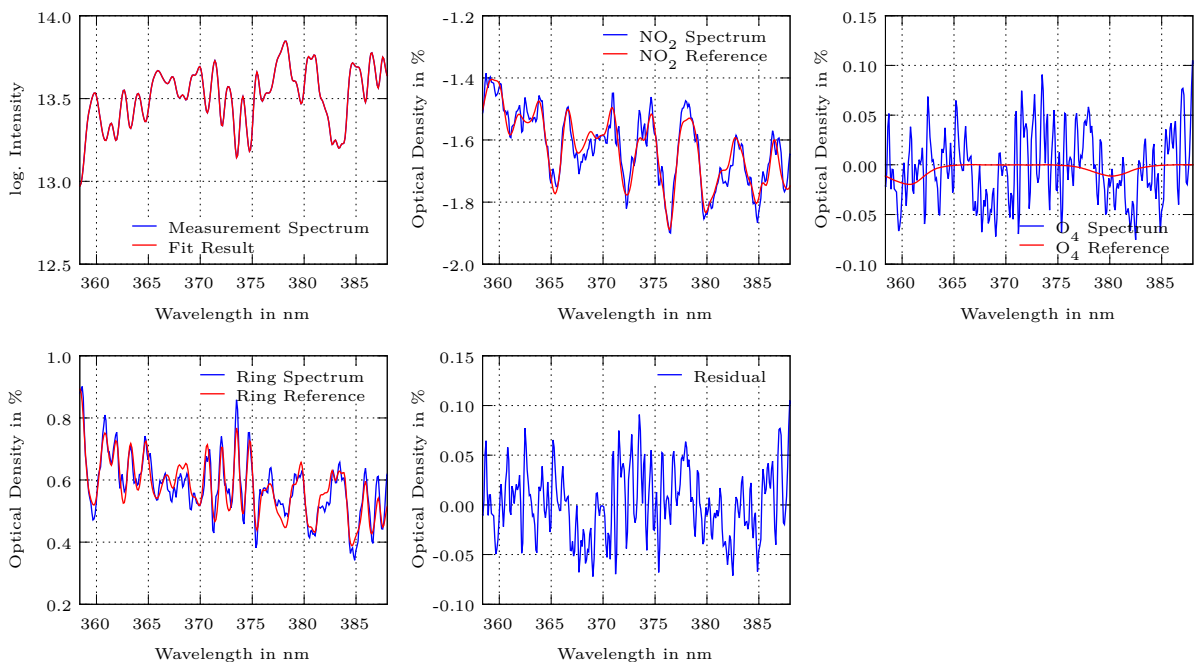 14.0
13.5
13.0
12.5
log Intensity
Measurement Spectrum
Fit Result
360 365 370 375 380 385
Wavelength in nm
-1.2
-1.4
-1.6
-1.8
-2.0
Optical Density in %
NO2 Spectrum
NO2 Reference
360 365 370 375 380 385
Wavelength in nm
0.15
0.10
0.05
0.00
-0.05
-0.10
Optical Density in %
O4 Spectrum
O4 Reference
360 365 370 375 380 385
Wavelength in nm
1.0
0.8
0.6
0.4
0.2
Optical Density in %
Ring Spectrum
Ring Reference
360 365 370 375 380 385
Wavelength in nm
0.15
0.10
0.05
0.00
-0.05
-0.10
Optical Density in %
Residual
360 365 370 375 380 385
Wavelength in nm